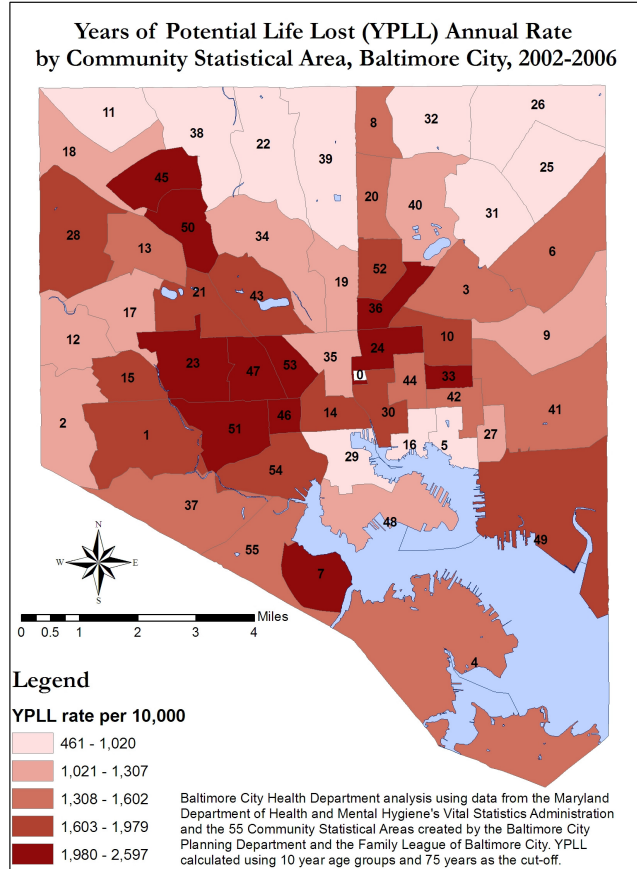 Years of Potential Life Lost (YPLL) Annual Rate
by Community Statistical Area, Baltimore City, 2002-2006
11
38
22
39
8
32
26
18
45
25
50
20
40
31
28
13
34
6
52
21
43
19
3
17
36
12
10
9
23
47
53
35
24
0
33
15
44
42
41
46
14
30
2
1
51
27
29
16
5
54
37
48
49
55
7
4
N
W
E
S
Miles
0 0.5 1 2 3 4
Legend
YPLL rate per 10,000
461 - 1,020
1,021 - 1,307
1,308 - 1,602
1,603 - 1,979
1,980 - 2,597
Baltimore City Health Department analysis using data from the Maryland
Department of Health and Mental Hygiene's Vital Statistics Administration
and the 55 Community Statistical Areas created by the Baltimore City
Planning Department and the Family League of Baltimore City. YPLL
calculated using 10 year age groups and 75 years as the cut-off.